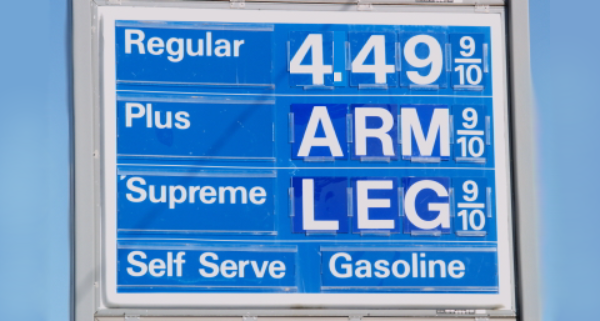 Regular 4.49 9/10
Plus ARM 9/10
Supreme LEG 9/10
Self Serve Gasoline